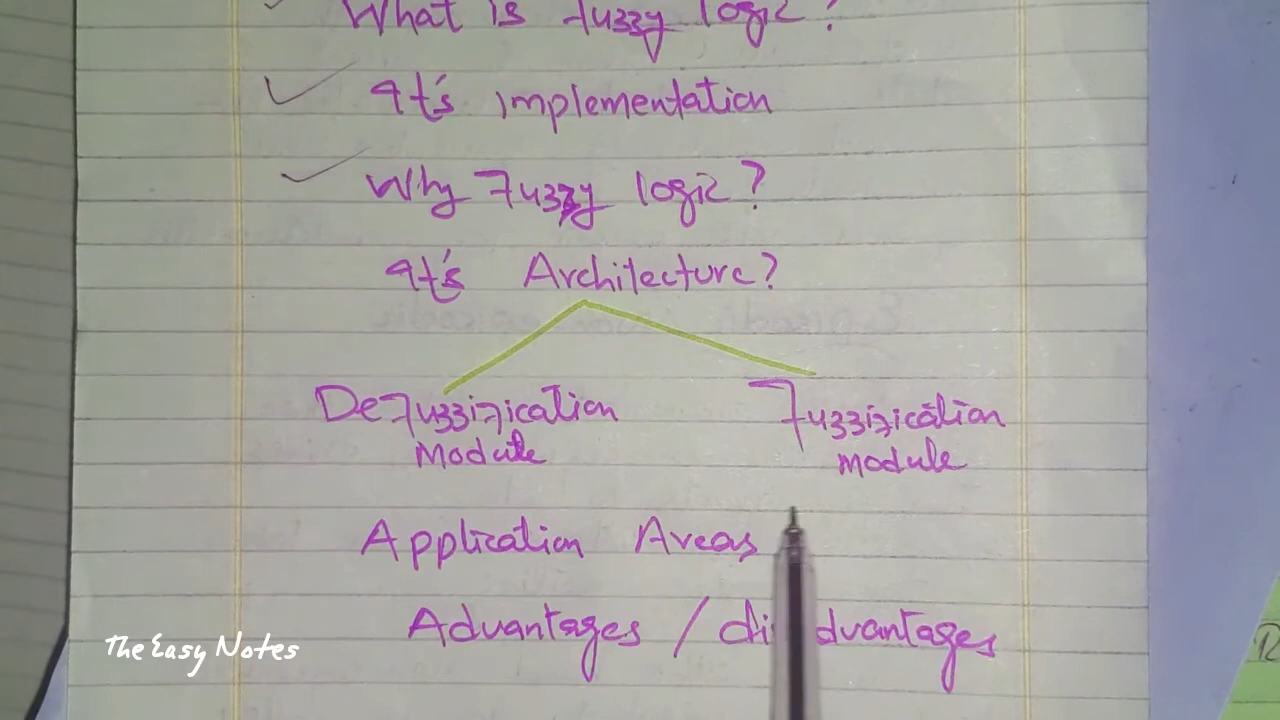 What is fuzzy logic?
It's implementation
Why Fuzzy logic?
It's Architecture?
Defuzzification Fuzzification
Module module
Application Areas
Advantages / disadvantages
The Easy Notes
12